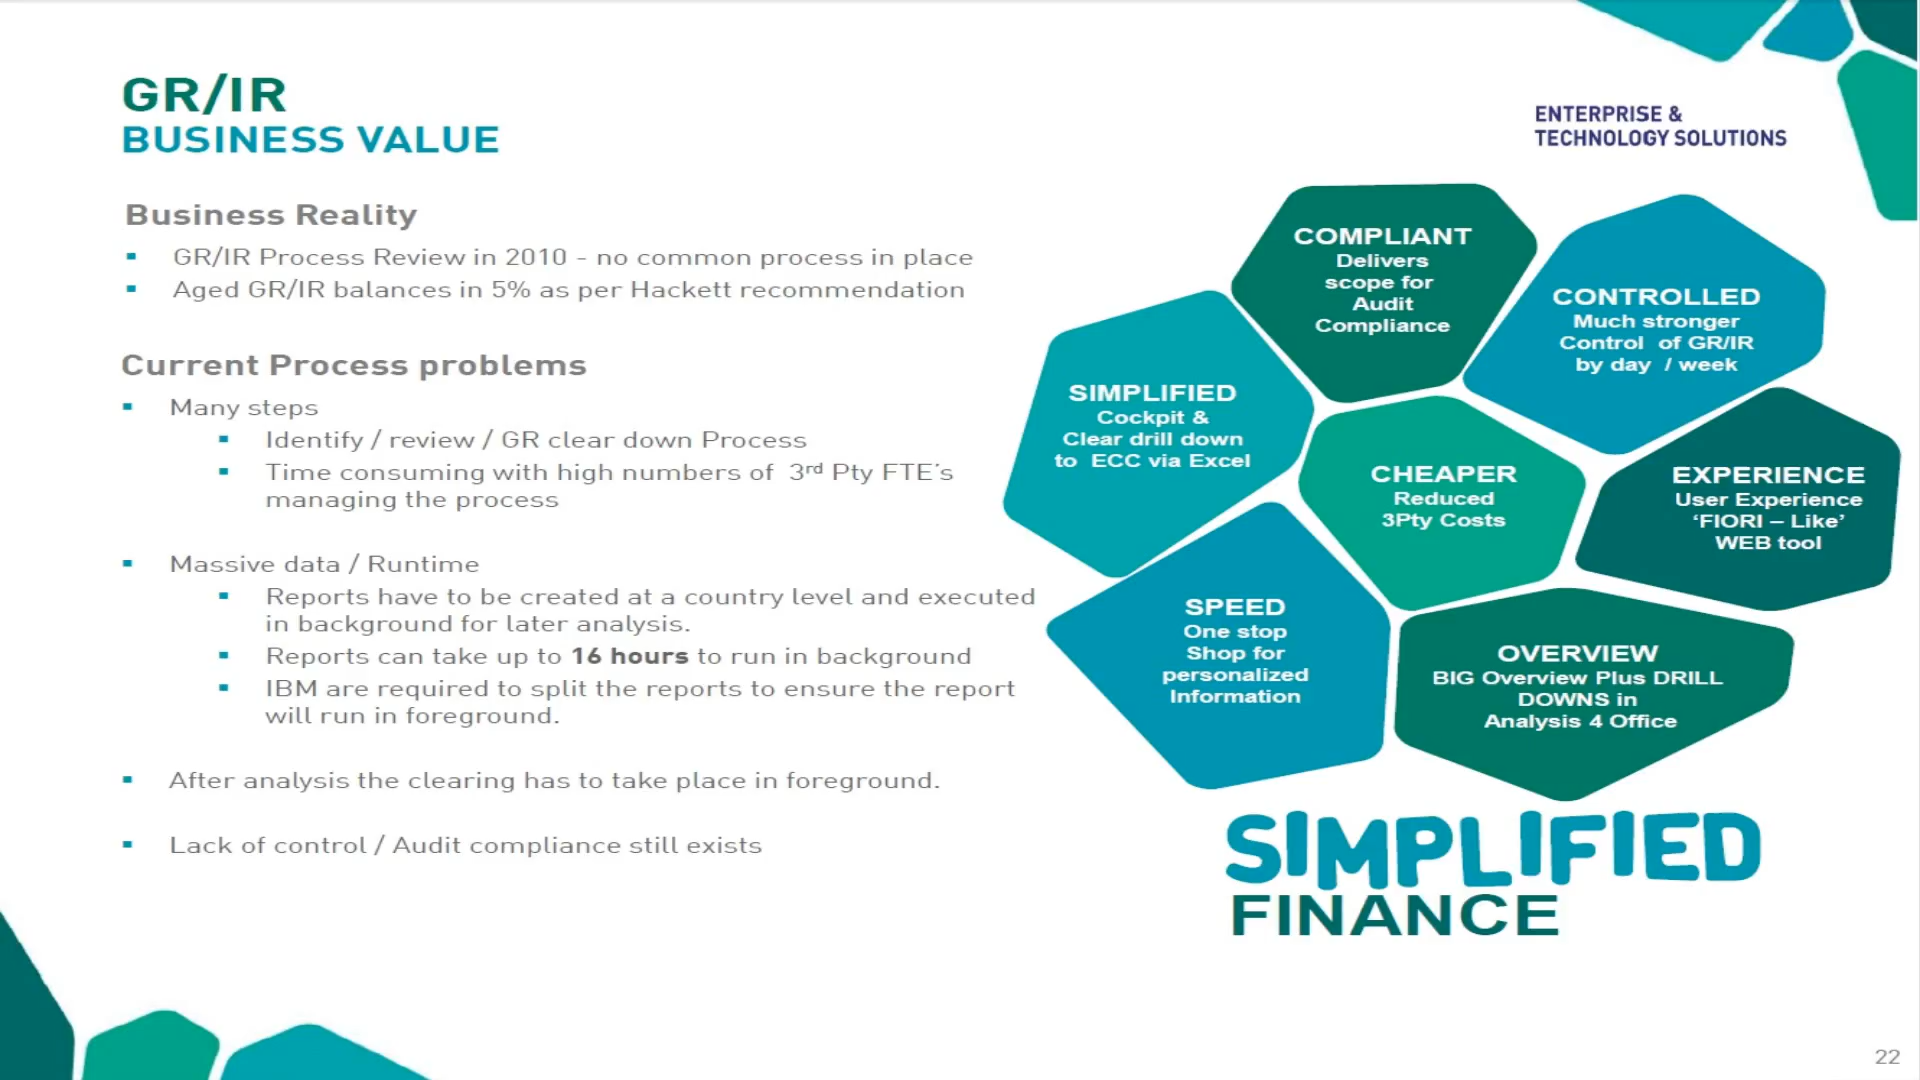 GR/IR
BUSINESS VALUE
ENTERPRISE &
TECHNOLOGY SOLUTIONS
Business Reality
GR/IR Process Review in 2010 - no common process in place
Aged GR/IR balances in 5% as per Hackett recommendation
Current Process problems
Many steps
Identify / review / GR clear down Process
Time consuming with high numbers of 3rd Pty FTE's
managing the process
Massive data / Runtime
Reports have to be created at a country level and executed
in background for later analysis.
Reports can take up to 16 hours to run in background
IBM are required to split the reports to ensure the report
will run in foreground.
After analysis the clearing has to take place in foreground.
Lack of control / Audit compliance still exists
COMPLIANT
Delivers
scope for
Audit
Compliance
CONTROLLED
Much stronger
Control of GR/IR
by day / week
SIMPLIFIED
Cockpit &
Clear drill down
to ECC via Excel
CHEAPER
Reduced
3Pty Costs
EXPERIENCE
User Experience
‘FIORI – Like’
WEB tool
SPEED
One stop
Shop for
personalized
Information
OVERVIEW
BIG Overview Plus DRILL
DOWNS in
Analysis 4 Office
SIMPLIFIED
FINANCE
22